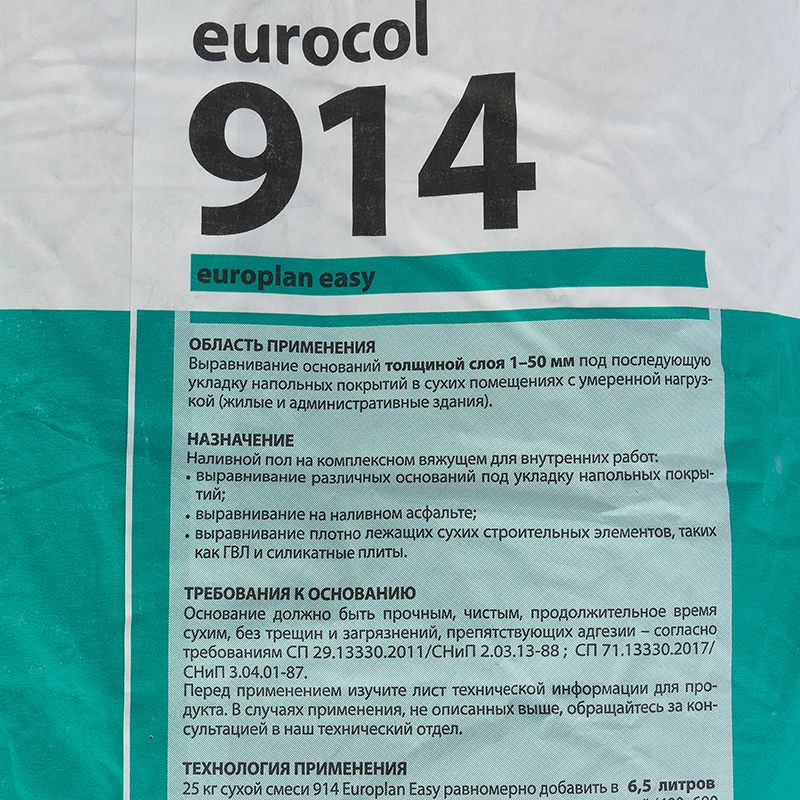 eurocol
914
europlan easy
ОБЛАСТЬ ПРИМЕНЕНИЯ
Выравнивание оснований толщиной слоя 1–50 мм под последующую
укладку напольных покрытий в сухих помещениях с умеренной нагруз-
кой (жилые и административные здания).
НАЗНАЧЕНИЕ
Наливной пол на комплексном вяжущем для внутренних работ:
• выравнивание различных оснований под укладку напольных покры-
тий;
• выравнивание на наливном асфальте;
• выравнивание плотно лежащих сухих строительных элементов, таких
как ГВЛ и силикатные плиты.
ТРЕБОВАНИЯ К ОСНОВАНИЮ
Основание должно быть прочным, чистым, продолжительное время
сухим, без трещин и загрязнений, препятствующих адгезии – согласно
требованиям СП 29.13330.2011/СНиП 2.03.13-88 ; СП 71.13330.2017/
СНиП 3.04.01-87.
Перед применением изучите лист технической информации для про-
дукта. В случаях применения, не описанных выше, обращайтесь за кон-
сультацией в наш технический отдел.
ТЕХНОЛОГИЯ ПРИМЕНЕНИЯ
25 кг сухой смеси 914 Europlan Easy равномерно добавить в 6,5 литров